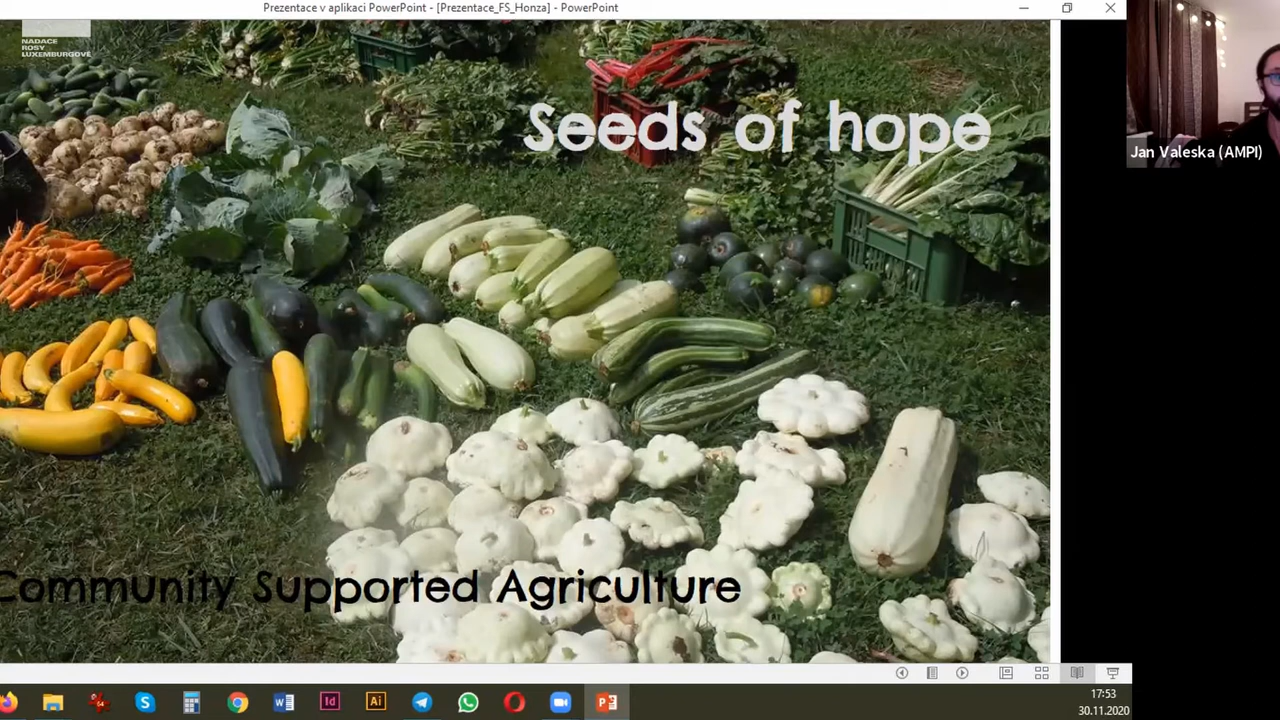 Prezentace v aplikaci PowerPoint - [Prezentace_FS_Honza] - PowerPoint
NADACE
ROSY
LUXEMBURGOVÉ
Seeds of hope
Jan Valeska (AMPI)
Community Supported Agriculture
17:53
30.11.2020